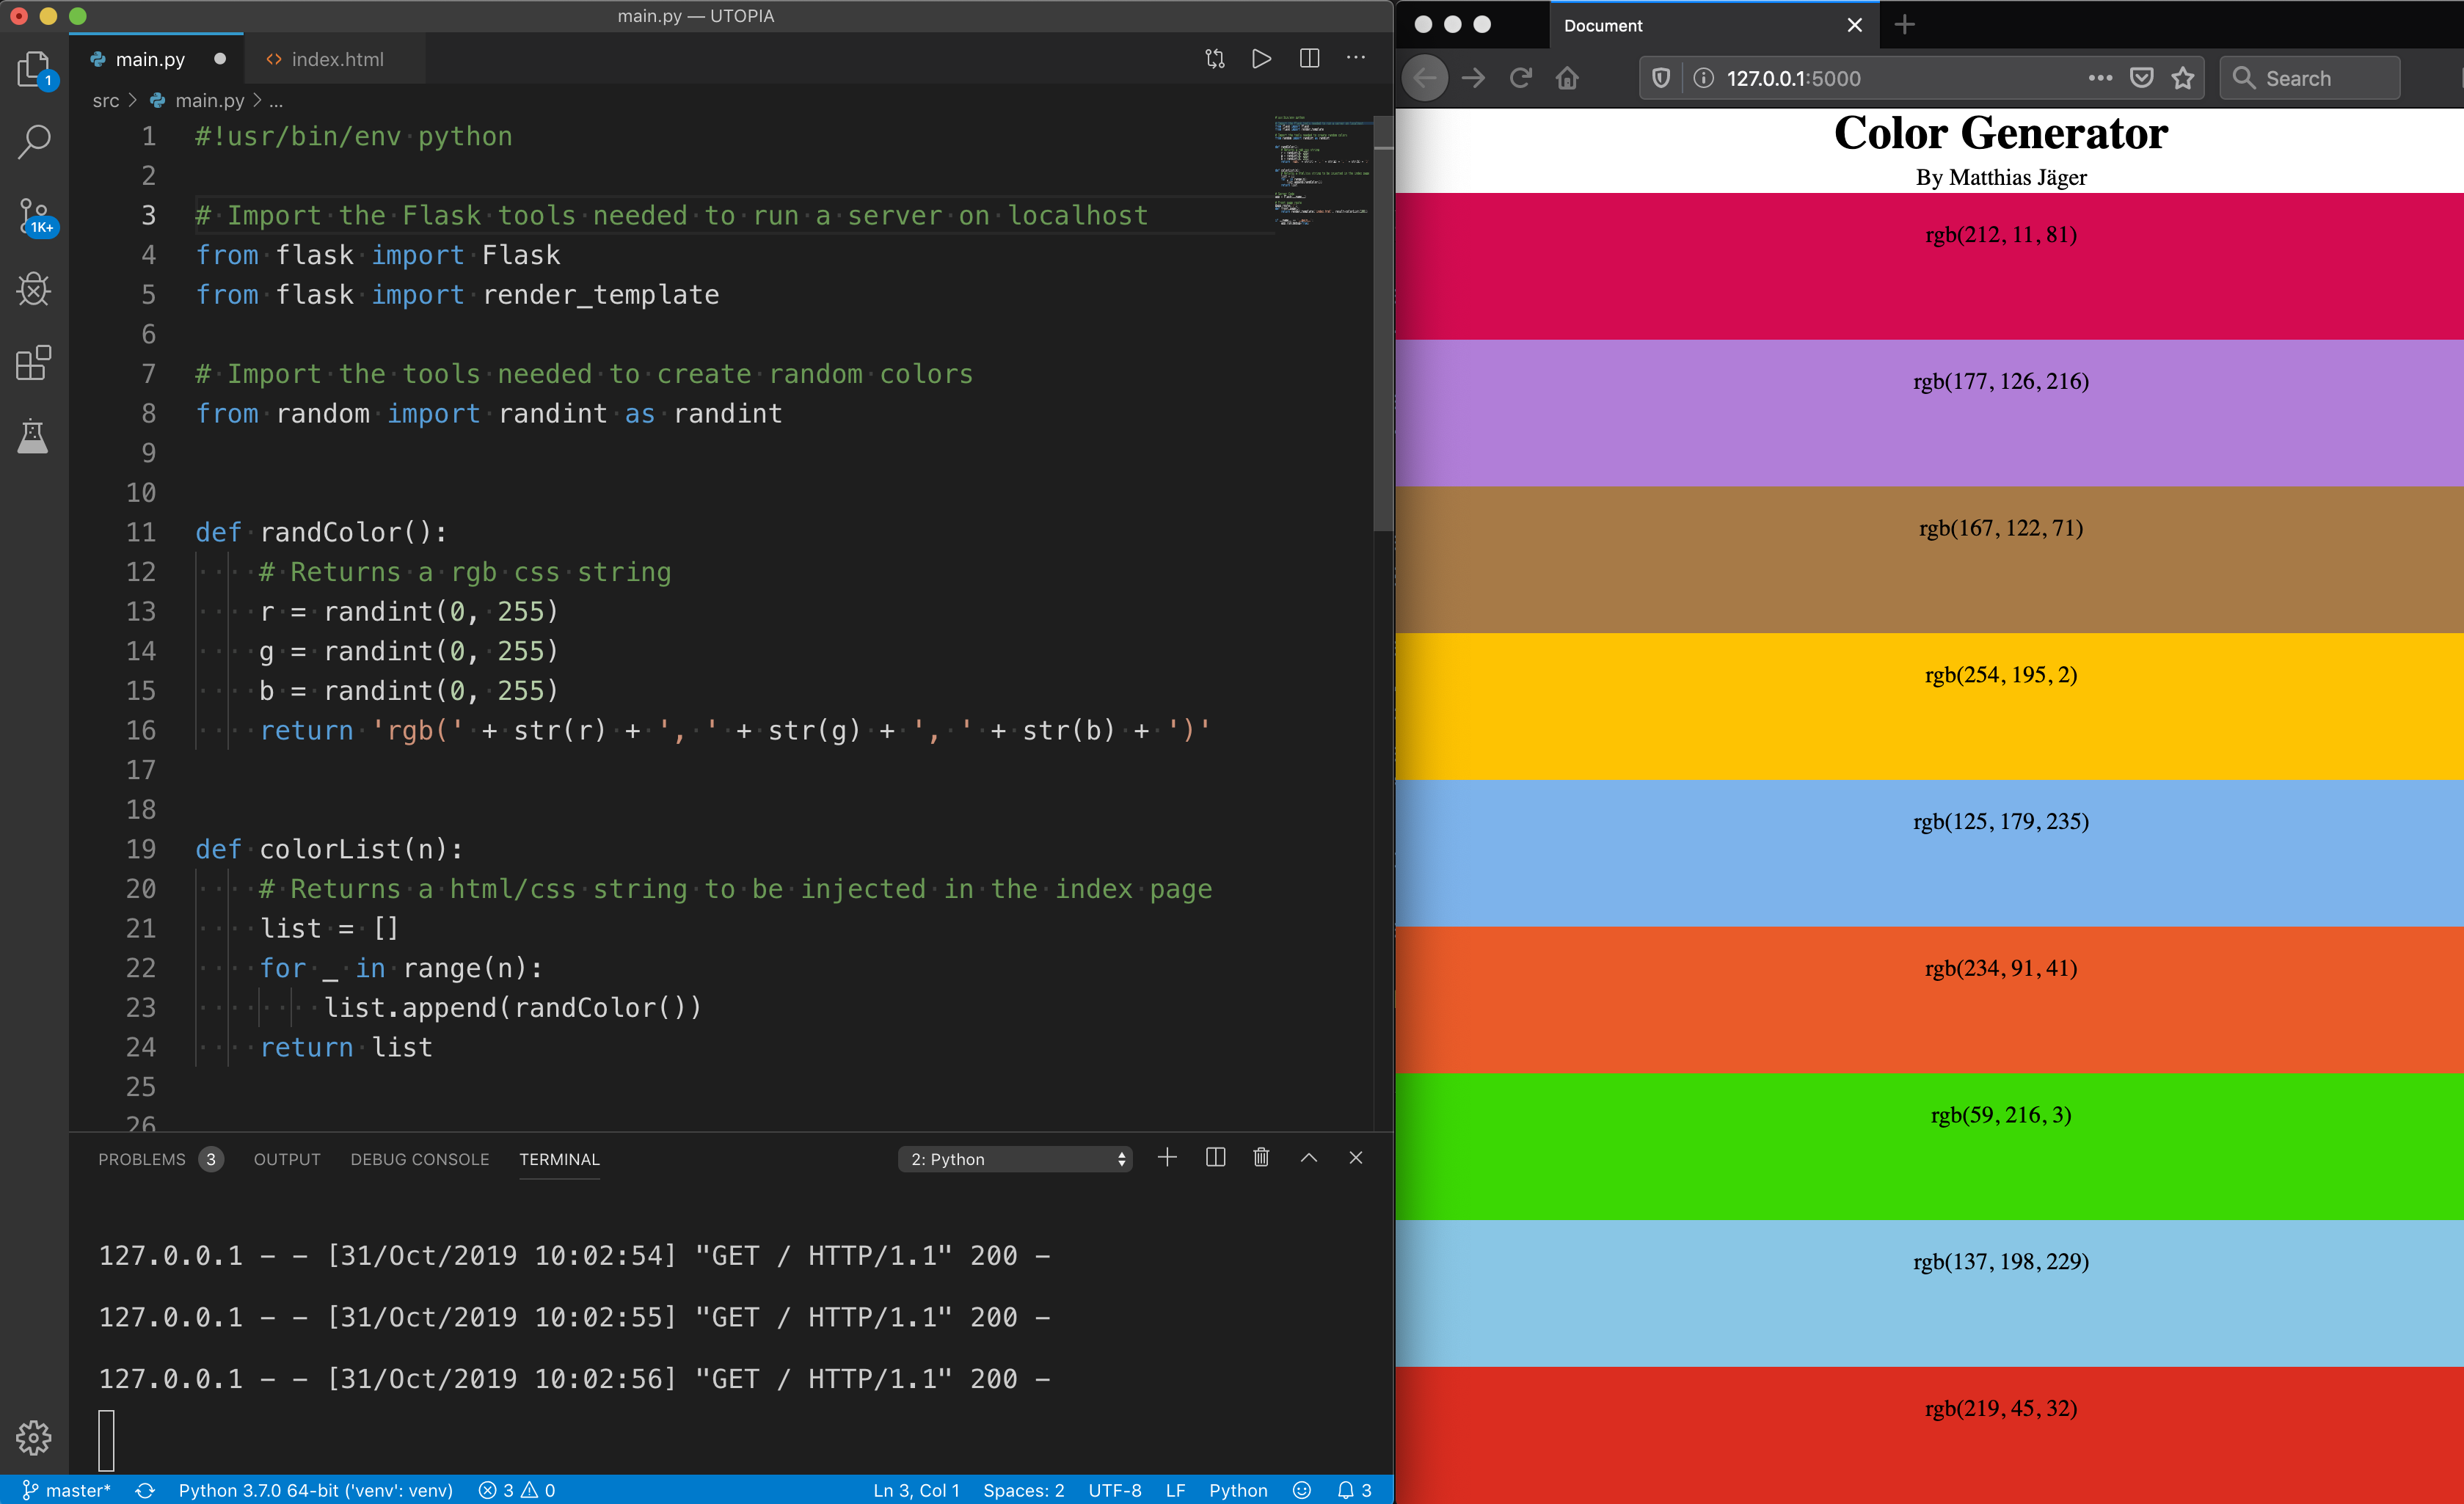 main.py — UTOPIA
main.py
index.html
src > main.py > ...
1
1K+
1 #!usr/bin/env python
2
3 # Import the Flask tools needed to run a server on localhost
4 from flask import Flask
5 from flask import render_template
6
7 # Import the tools needed to create random colors
8 from random import randint as randint
9
10
11 def randColor():
12 # Returns a rgb css string
13 r = randint(0, 255)
14 g = randint(0, 255)
15 b = randint(0, 255)
16 return 'rgb(' + str(r) + ', ' + str(g) + ', ' + str(b) + ')'
17
18
19 def colorList(n):
20 # Returns a html/css string to be injected in the index page
21 list = []
22 for _ in range(n):
23 list.append(randColor())
24 return list
25
26
PROBLEMS 3 OUTPUT DEBUG CONSOLE TERMINAL 2: Python
127.0.0.1 - - [31/Oct/2019 10:02:54] "GET / HTTP/1.1" 200 -
127.0.0.1 - - [31/Oct/2019 10:02:55] "GET / HTTP/1.1" 200 -
127.0.0.1 - - [31/Oct/2019 10:02:56] "GET / HTTP/1.1" 200 -
master* Python 3.7.0 64-bit ('venv': venv) 3 0 Ln 3, Col 1 Spaces: 2 UTF-8 LF Python 3
Document
127.0.0.1:5000 Search
Color Generator
By Matthias Jäger
rgb(212, 11, 81)
rgb(177, 126, 216)
rgb(167, 122, 71)
rgb(254, 195, 2)
rgb(125, 179, 235)
rgb(234, 91, 41)
rgb(59, 216, 3)
rgb(137, 198, 229)
rgb(219, 45, 32)